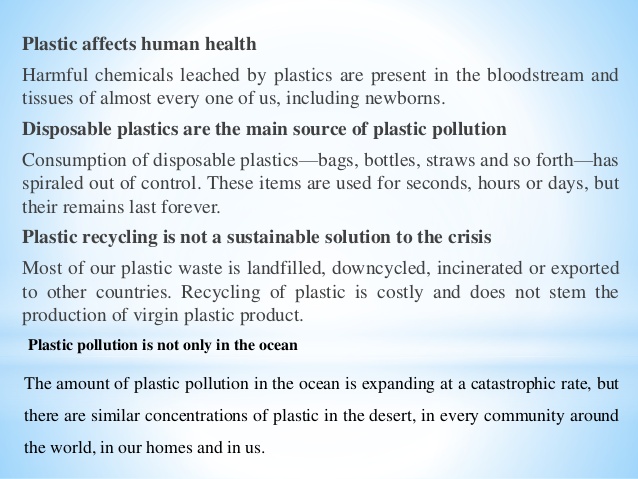 Plastic affects human health
Harmful chemicals leached by plastics are present in the bloodstream and
tissues of almost every one of us, including newborns.
Disposable plastics are the main source of plastic pollution
Consumption of disposable plastics—bags, bottles, straws and so forth—has
spiraled out of control. These items are used for seconds, hours or days, but
their remains last forever.
Plastic recycling is not a sustainable solution to the crisis
Most of our plastic waste is landfilled, downcycled, incinerated or exported
to other countries. Recycling of plastic is costly and does not stem the
production of virgin plastic product.
Plastic pollution is not only in the ocean
The amount of plastic pollution in the ocean is expanding at a catastrophic rate, but
there are similar concentrations of plastic in the desert, in every community around
the world, in our homes and in us.